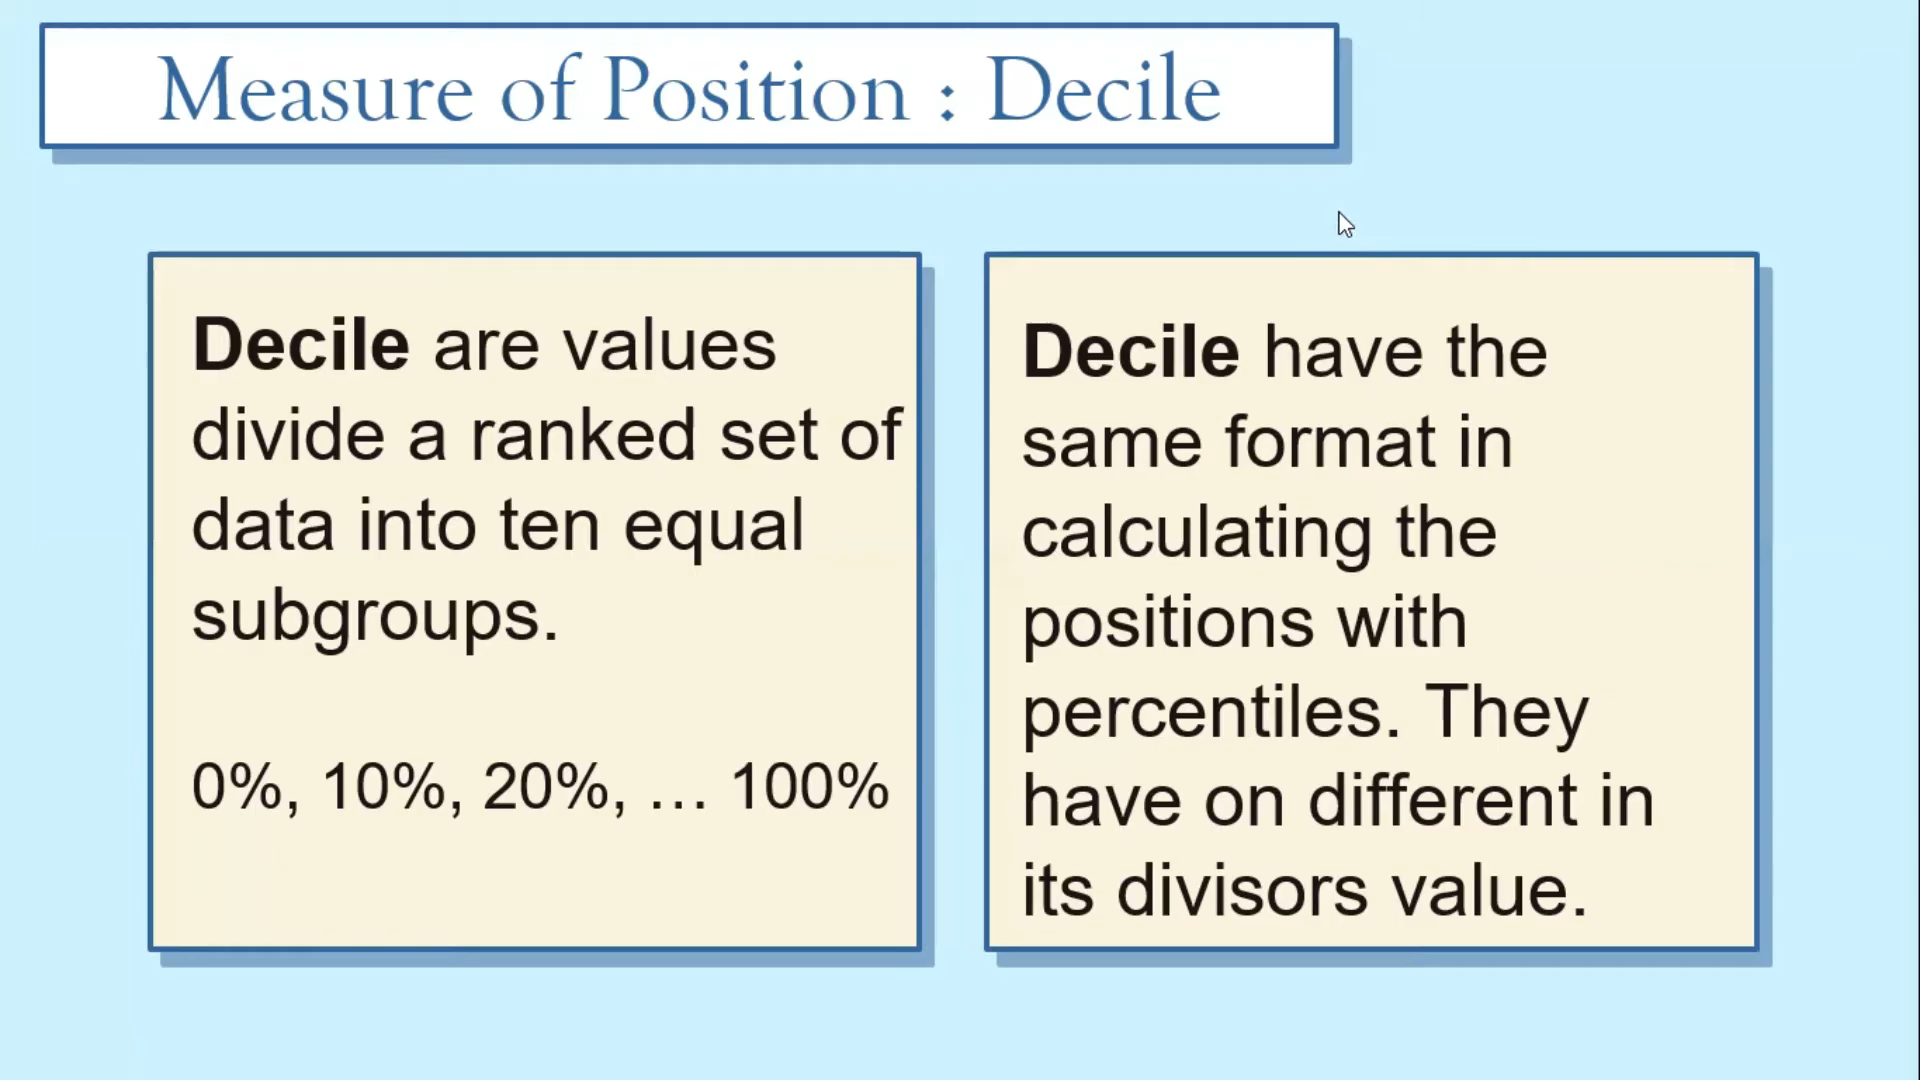 Measure of Position : Decile
Decile are values
divide a ranked set of
data into ten equal
subgroups.
0%, 10%, 20%, … 100%
Decile have the
same format in
calculating the
positions with
percentiles. They
have on different in
its divisors value.